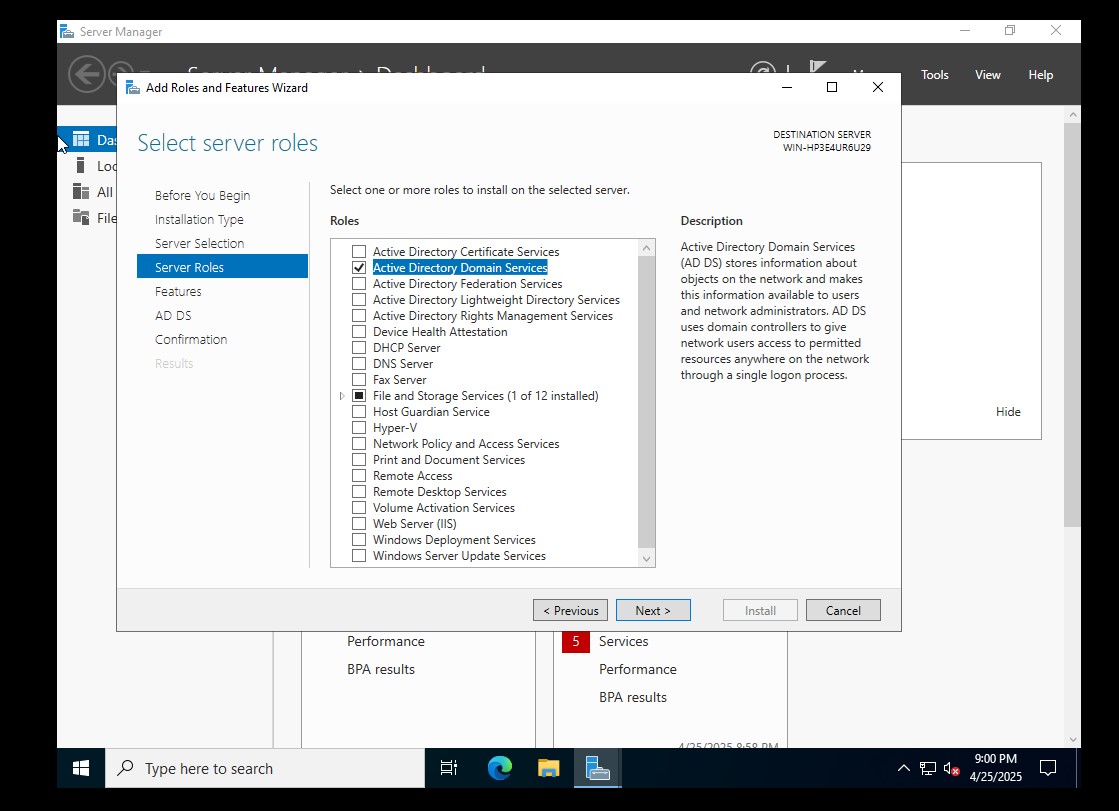 Server Manager
Tools
View
Help
Add Roles and Features Wizard
Select server roles
DESTINATION SERVER
WIN-HP3E4UR6U29
Before You Begin
Installation Type
Server Selection
Server Roles
Features
AD DS
Confirmation
Results
Select one or more roles to install on the selected server.
Roles
Active Directory Certificate Services
Active Directory Domain Services
Active Directory Federation Services
Active Directory Lightweight Directory Services
Active Directory Rights Management Services
Device Health Attestation
DHCP Server
DNS Server
Fax Server
File and Storage Services (1 of 12 installed)
Host Guardian Service
Hyper-V
Network Policy and Access Services
Print and Document Services
Remote Access
Remote Desktop Services
Volume Activation Services
Web Server (IIS)
Windows Deployment Services
Windows Server Update Services
Description
Active Directory Domain Services
(AD DS) stores information about
objects on the network and makes
this information available to users
and network administrators. AD DS
uses domain controllers to give
network users access to permitted
resources anywhere on the network
through a single logon process.
< Previous
Next >
Install
Cancel
Das
Loc
All
File
Hide
Performance
BPA results
5 Services
Performance
BPA results
4/25/2025 8:58 PM
Type here to search
9:00 PM
4/25/2025